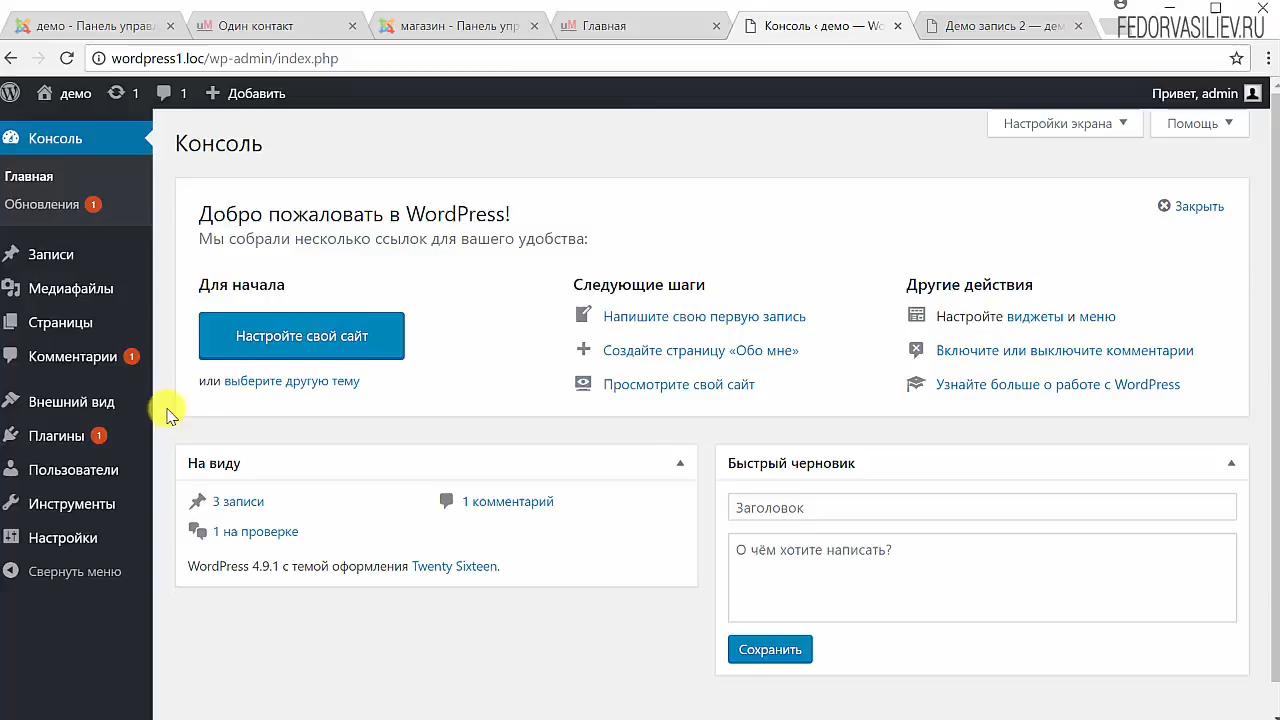 демо - Панель управл
Один контакт
магазин - Панель упр
Главная
Консоль ‹ демо — Wo
Демо запись 2 — дем
FEDORVASILIEV.RU
wordpress1.loc/wp-admin/index.php
демо
1
1
Добавить
Привет, admin
Консоль
Главная
Обновления 1
Записи
Медиафайлы
Страницы
Комментарии 1
Внешний вид
Плагины 1
Пользователи
Инструменты
Настройки
Свернуть меню
Консоль
Настройки экрана
Помощь
Добро пожаловать в WordPress!
Закрыть
Мы собрали несколько ссылок для вашего удобства:
Для начала
Настройте свой сайт
или выберите другую тему
Следующие шаги
Напишите свою первую запись
Создайте страницу «Обо мне»
Просмотрите свой сайт
Другие действия
Настройте виджеты и меню
Включите или выключите комментарии
Узнайте больше о работе с WordPress
На виду
3 записи
1 комментарий
1 на проверке
WordPress 4.9.1 с темой оформления Twenty Sixteen.
Быстрый черновик
Заголовок
О чём хотите написать?
Сохранить